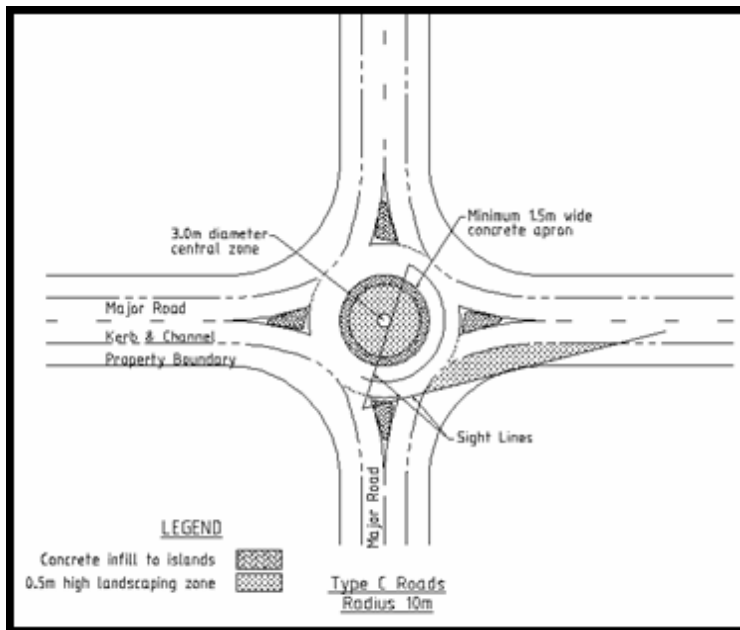 Minimum 1.5m wide
concrete apron
3.0m diameter
central zone
Major Road
Kerb & Channel
Property Boundary
Sight Lines
Major Road
LEGEND
Concrete infill to islands
0.5m high landscaping zone
Type C Roads
Radius 10m